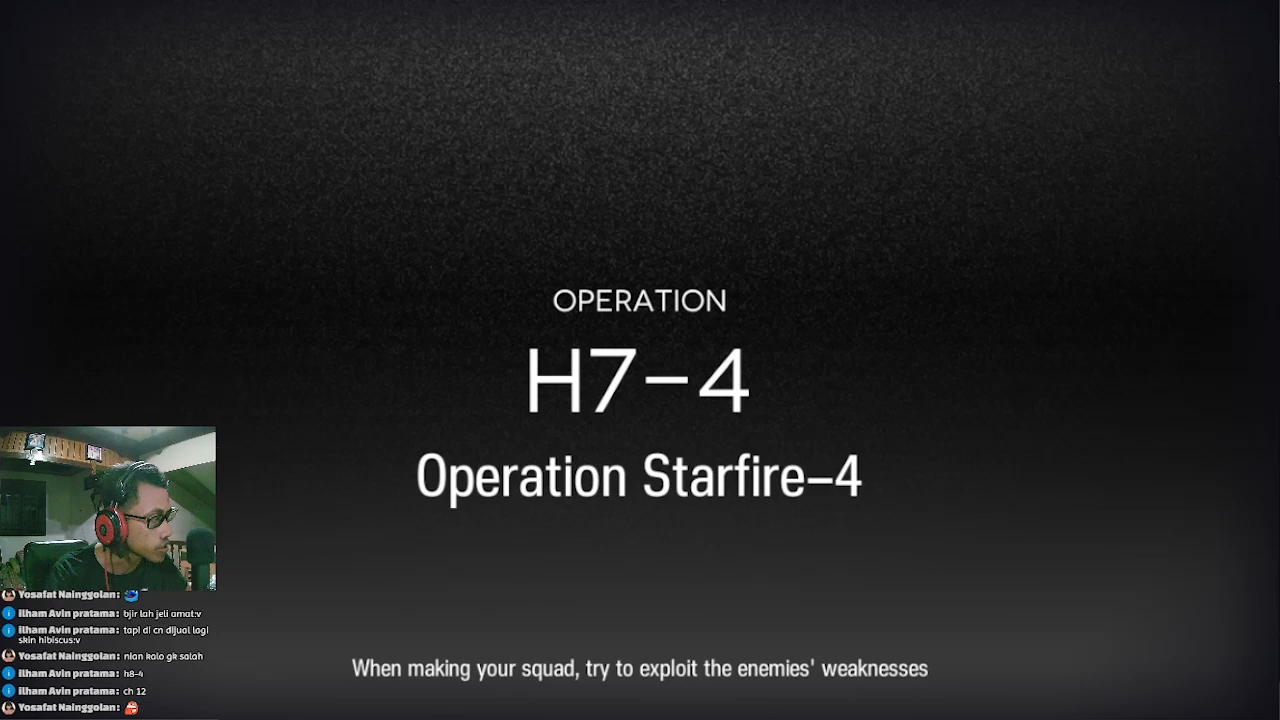 OPERATION
H7-4
Operation Starfire-4
Yosafat Nainggolan:
Ilham Avin pratama: bjir lah jeli amat:v
Ilham Avin pratama: tapi di cn dijual lagi
skin hibiscus:v
Yosafat Nainggolan: nian kalo gk salah
Ilham Avin pratama: h8-4
Ilham Avin pratama: ch 12
Yosafat Nainggolan:
When making your squad, try to exploit the enemies' weaknesses